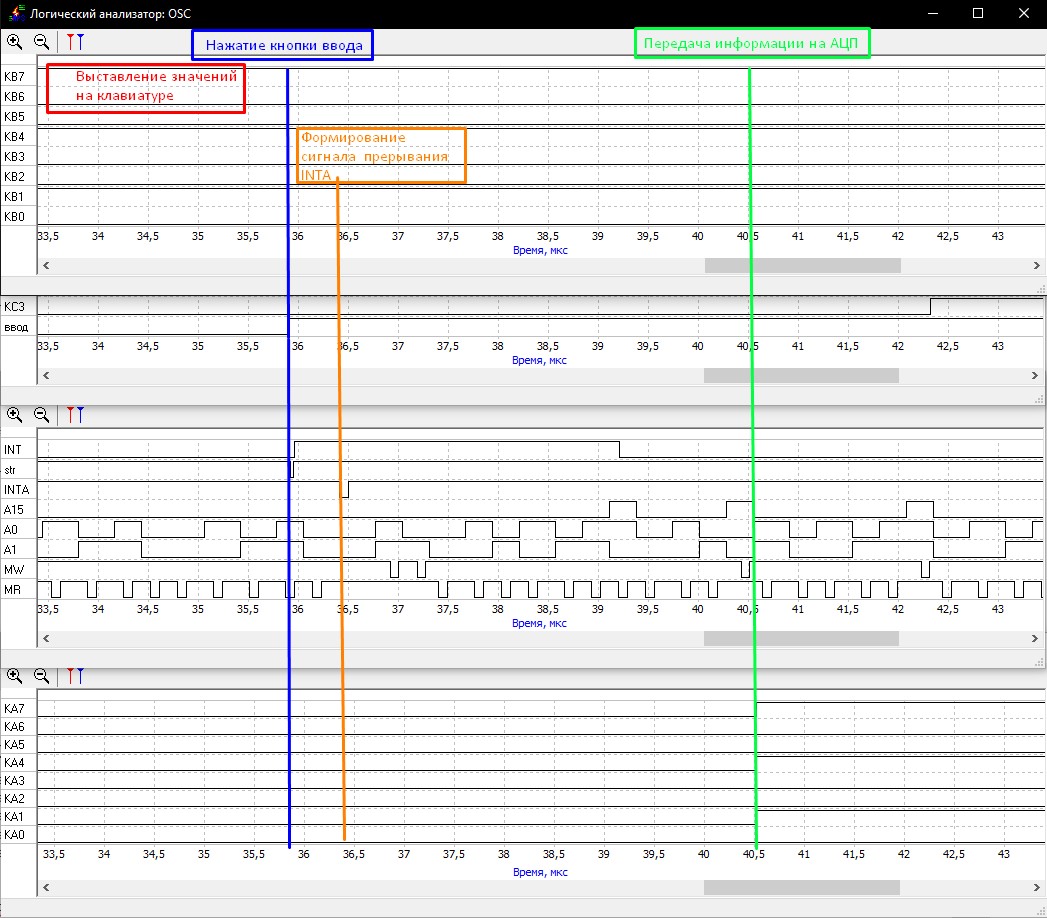 Логический анализатор: OSC
Нажатие кнопки ввода
Передача информации на АЦП
Выставление значений
на клавиатуре
KB7
KB6
KB5
KB4
KB3
KB2
KB1
KB0
Формирование
сигнала прерывания
INTA
33,5 34 34,5 35 35,5 36 36,5 37 37,5 38 38,5 39 39,5 40 40,5 41 41,5 42 42,5 43
Время, мкс
KC3
ввод
33,5 34 34,5 35 35,5 36 36,5 37 37,5 38 38,5 39 39,5 40 40,5 41 41,5 42 42,5 43
Время, мкс
INT
str
INTA
A15
A0
A1
MW
MR
33,5 34 34,5 35 35,5 36 36,5 37 37,5 38 38,5 39 39,5 40 40,5 41 41,5 42 42,5 43
Время, мкс
KA7
KA6
KA5
KA4
KA3
KA2
KA1
KA0
33,5 34 34,5 35 35,5 36 36,5 37 37,5 38 38,5 39 39,5 40 40,5 41 41,5 42 42,5 43
Время, мкс